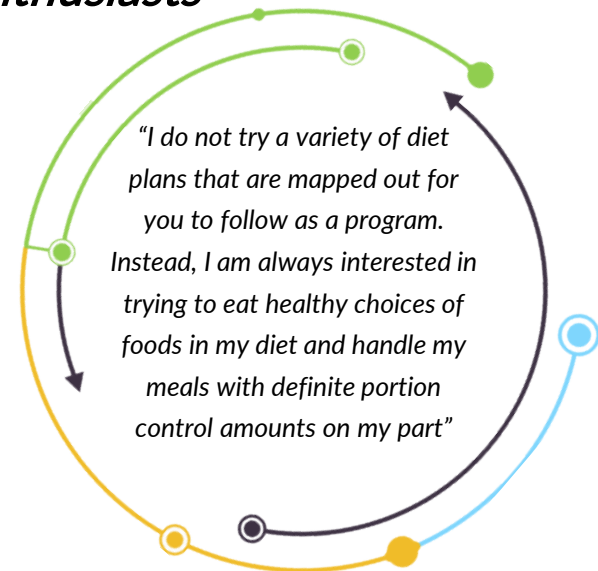 “I do not try a variety of diet
plans that are mapped out for
you to follow as a program.
Instead, I am always interested in
trying to eat healthy choices of
foods in my diet and handle my
meals with definite portion
control amounts on my part”